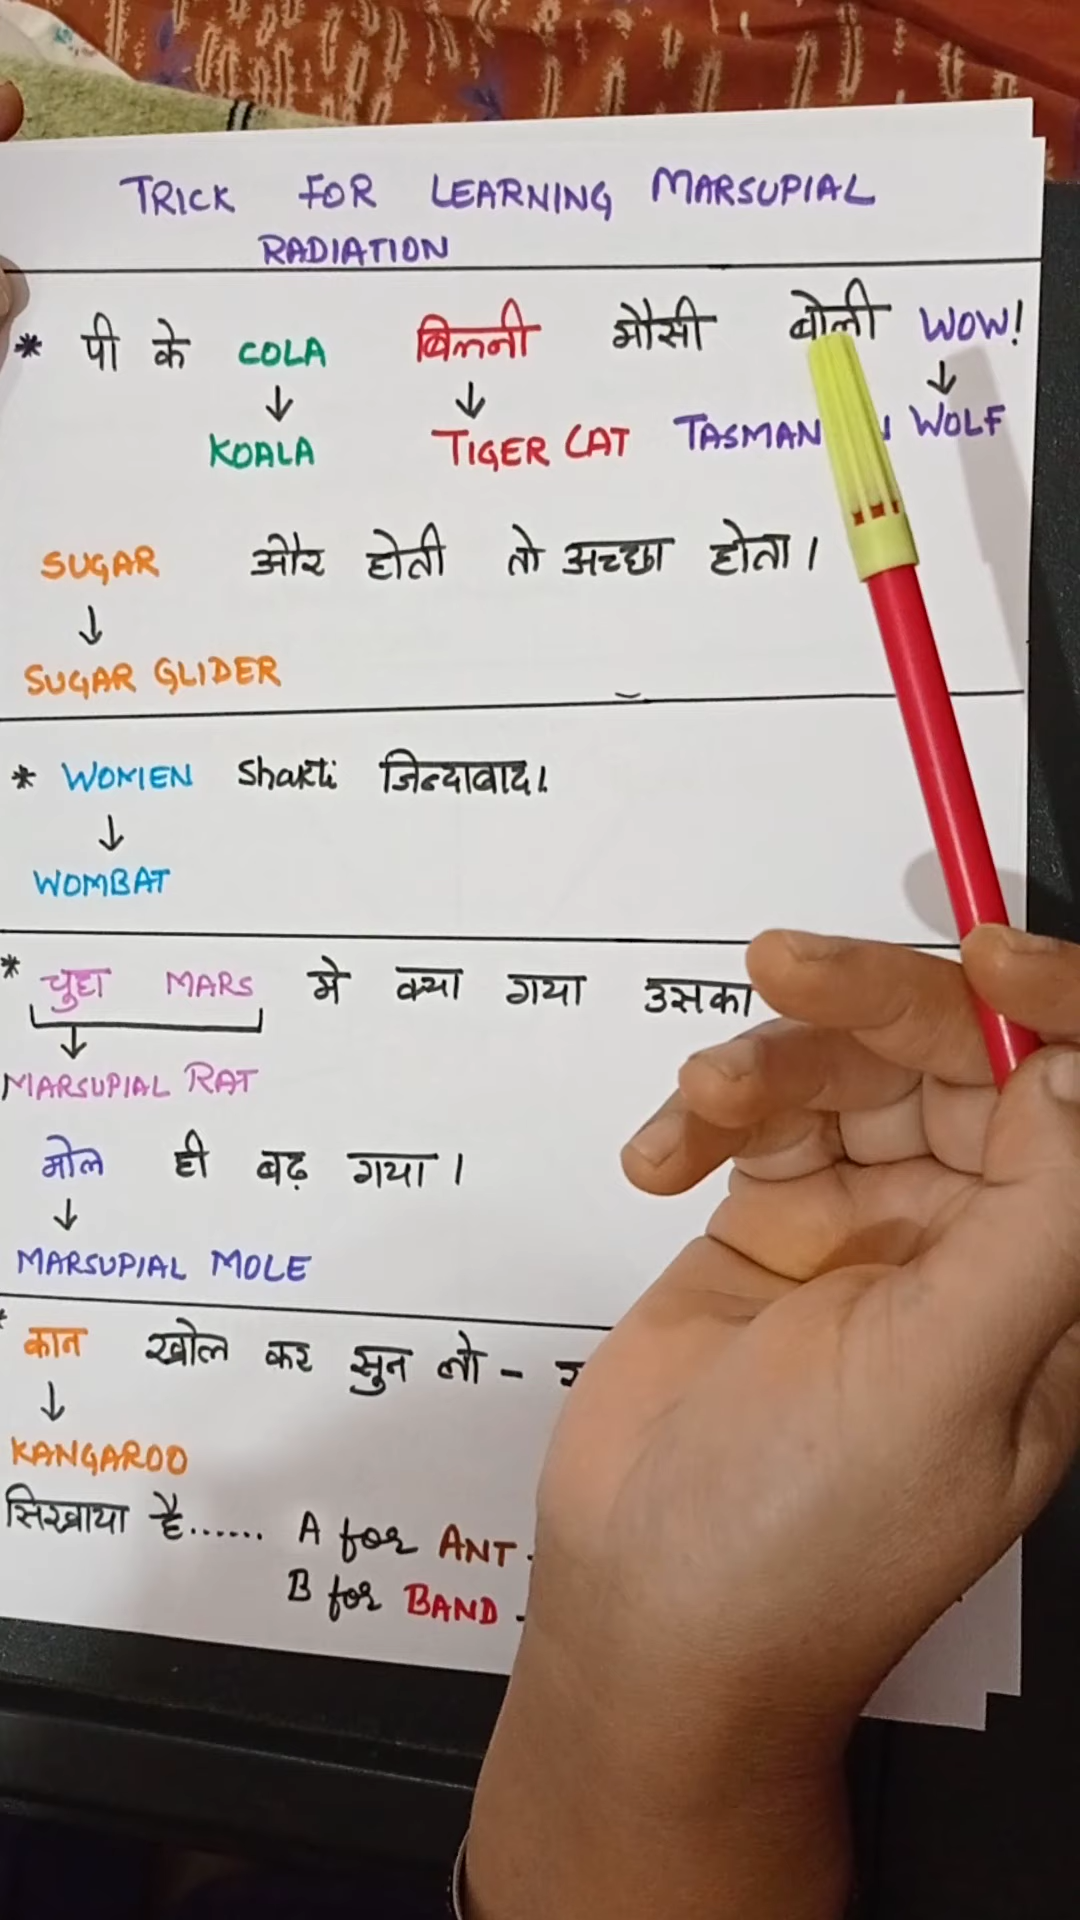 TRICK FOR LEARNING MARSUPIAL
RADIATION
* पी के COLA बिल्ली मौसी बोली WOW!
↓ ↓ ↓
KOALA TIGER CAT WOLF
SUGAR और होती तो अच्छा होता।
↓
SUGAR GLIDER
* WOMEN Shakti जिन्दाबाद।
↓
WOMBAT
* चुहा MARS मे क्या गया उसका
↓
MARSUPIAL RAT
मोल ही बढ़ गया।
↓
MARSUPIAL MOLE
* कान खोल कर सुन लो -
↓
KANGAROO
सिखाया है...... A for ANT
B for BAND